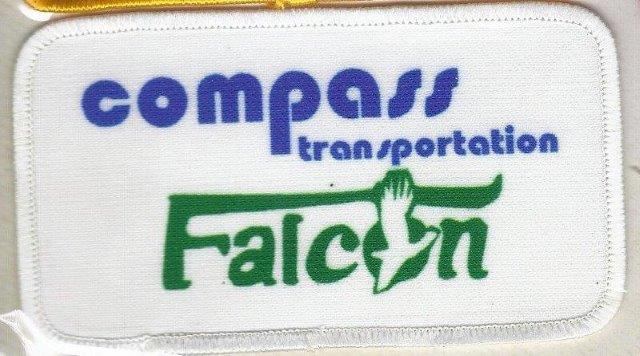 compass
transportation
Falcon